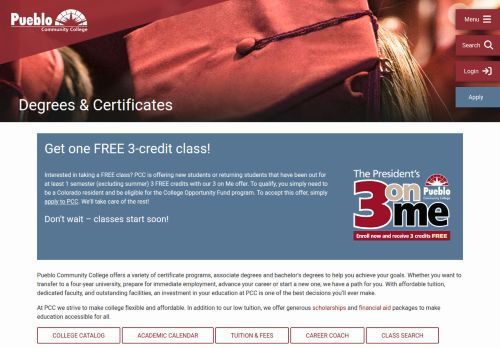 Pueblo
Community College
Menu
Search
Login
Apply
Degrees & Certificates
Get one FREE 3-credit class!
Interested in taking a FREE class? PCC is offering new students or returning students that have been out for
at least 1 semester (excluding summer) 3 FREE credits with our 3 on Me offer. To qualify, you simply need to
be a Colorado resident and be eligible for the College Opportunity Fund program. To accept this offer, simply
apply to PCC. We'll take care of the rest!
Don't wait – classes start soon!
The President's
3 on me
Pueblo
Community College
Enroll now and receive 3 credits FREE
Pueblo Community College offers a variety of certificate programs, associate degrees and bachelor's degrees to help you achieve your goals. Whether you want to
transfer to a four-year university, prepare for immediate employment, advance your career or start a new one, we have a path for you. With affordable tuition,
dedicated faculty, and outstanding facilities, an investment in your education at PCC is one of the best decisions you'll ever make.
At PCC we strive to make college flexible and affordable. In addition to our low tuition, we offer generous scholarships and financial aid packages to make
education accessible for all.
COLLEGE CATALOG
ACADEMIC CALENDAR
TUITION & FEES
CAREER COACH
CLASS SEARCH